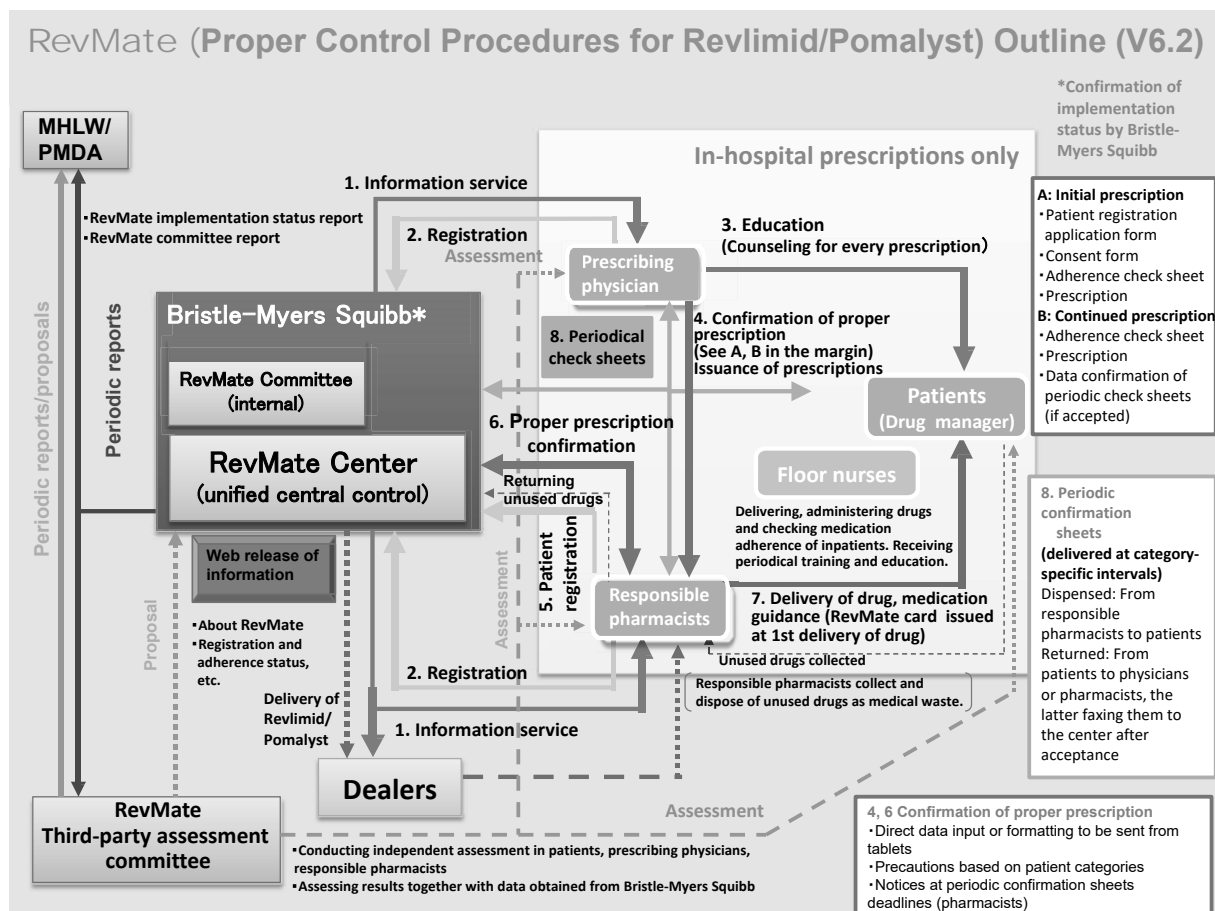 RevMate (Proper Control Procedures for Revlimid/Pomalyst) Outline (V6.2)
*Confirmation of
implementation
status by Bristle-
Myers Squibb
MHLW/
PMDA
In-hospital prescriptions only
1. Information service
▪RevMate implementation status report
▪RevMate committee report
2. Registration
Assessment
Prescribing
physician
3. Education
(Counseling for every prescription)
A: Initial prescription
・Patient registration
application form
・Consent form
・Adherence check sheet
・Prescription
B: Continued prescription
・Adherence check sheet
・Prescription
・Data confirmation of
periodic check sheets
(if accepted)
Periodic reports/proposals
Periodic reports
Bristle-Myers Squibb*
RevMate Committee
(internal)
RevMate Center
(unified central control)
8. Periodical
check sheets
4. Confirmation of proper
prescription
(See A, B in the margin)
Issuance of prescriptions
Patients
(Drug manager)
6. Proper prescription
confirmation
Returning
unused drugs
Floor nurses
Delivering, administering drugs
and checking medication
adherence of inpatients. Receiving
periodical training and education.
8. Periodic
confirmation
sheets
(delivered at category-
specific intervals)
Dispensed: From
responsible
pharmacists to patients
Returned: From
patients to physicians
or pharmacists, the
latter faxing them to
the center after
acceptance
Web release of
information
Proposal
▪About RevMate
▪Registration and
adherence status,
etc.
Assessment
5. Patient
registration
Responsible
pharmacists
7. Delivery of drug, medication
guidance (RevMate card issued
at 1st delivery of drug)
Unused drugs collected
2. Registration
Responsible pharmacists collect and
dispose of unused drugs as medical waste.
Delivery of
Revlimid/
Pomalyst
1. Information service
Dealers
Assessment
RevMate
Third-party assessment
committee
▪Conducting independent assessment in patients, prescribing physicians,
responsible pharmacists
▪Assessing results together with data obtained from Bristle-Myers Squibb
4, 6 Confirmation of proper prescription
・Direct data input or formatting to be sent from
tablets
・Precautions based on patient categories
・Notices at periodic confirmation sheets
deadlines (pharmacists)